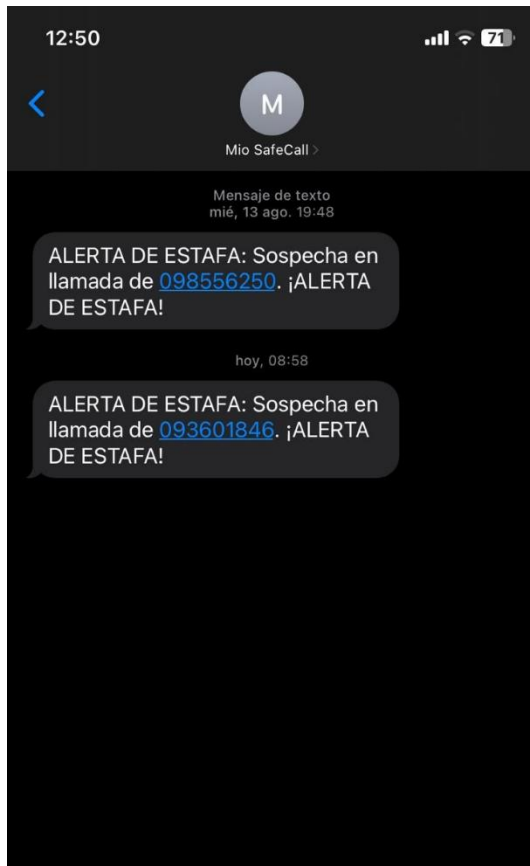 12:50
71
M
Mio SafeCall
Mensaje de texto
mié, 13 ago. 19:48
ALERTA DE ESTAFA: Sospecha en
llamada de 098556250. ¡ALERTA
DE ESTAFA!
hoy, 08:58
ALERTA DE ESTAFA: Sospecha en
llamada de 093601846. ¡ALERTA
DE ESTAFA!